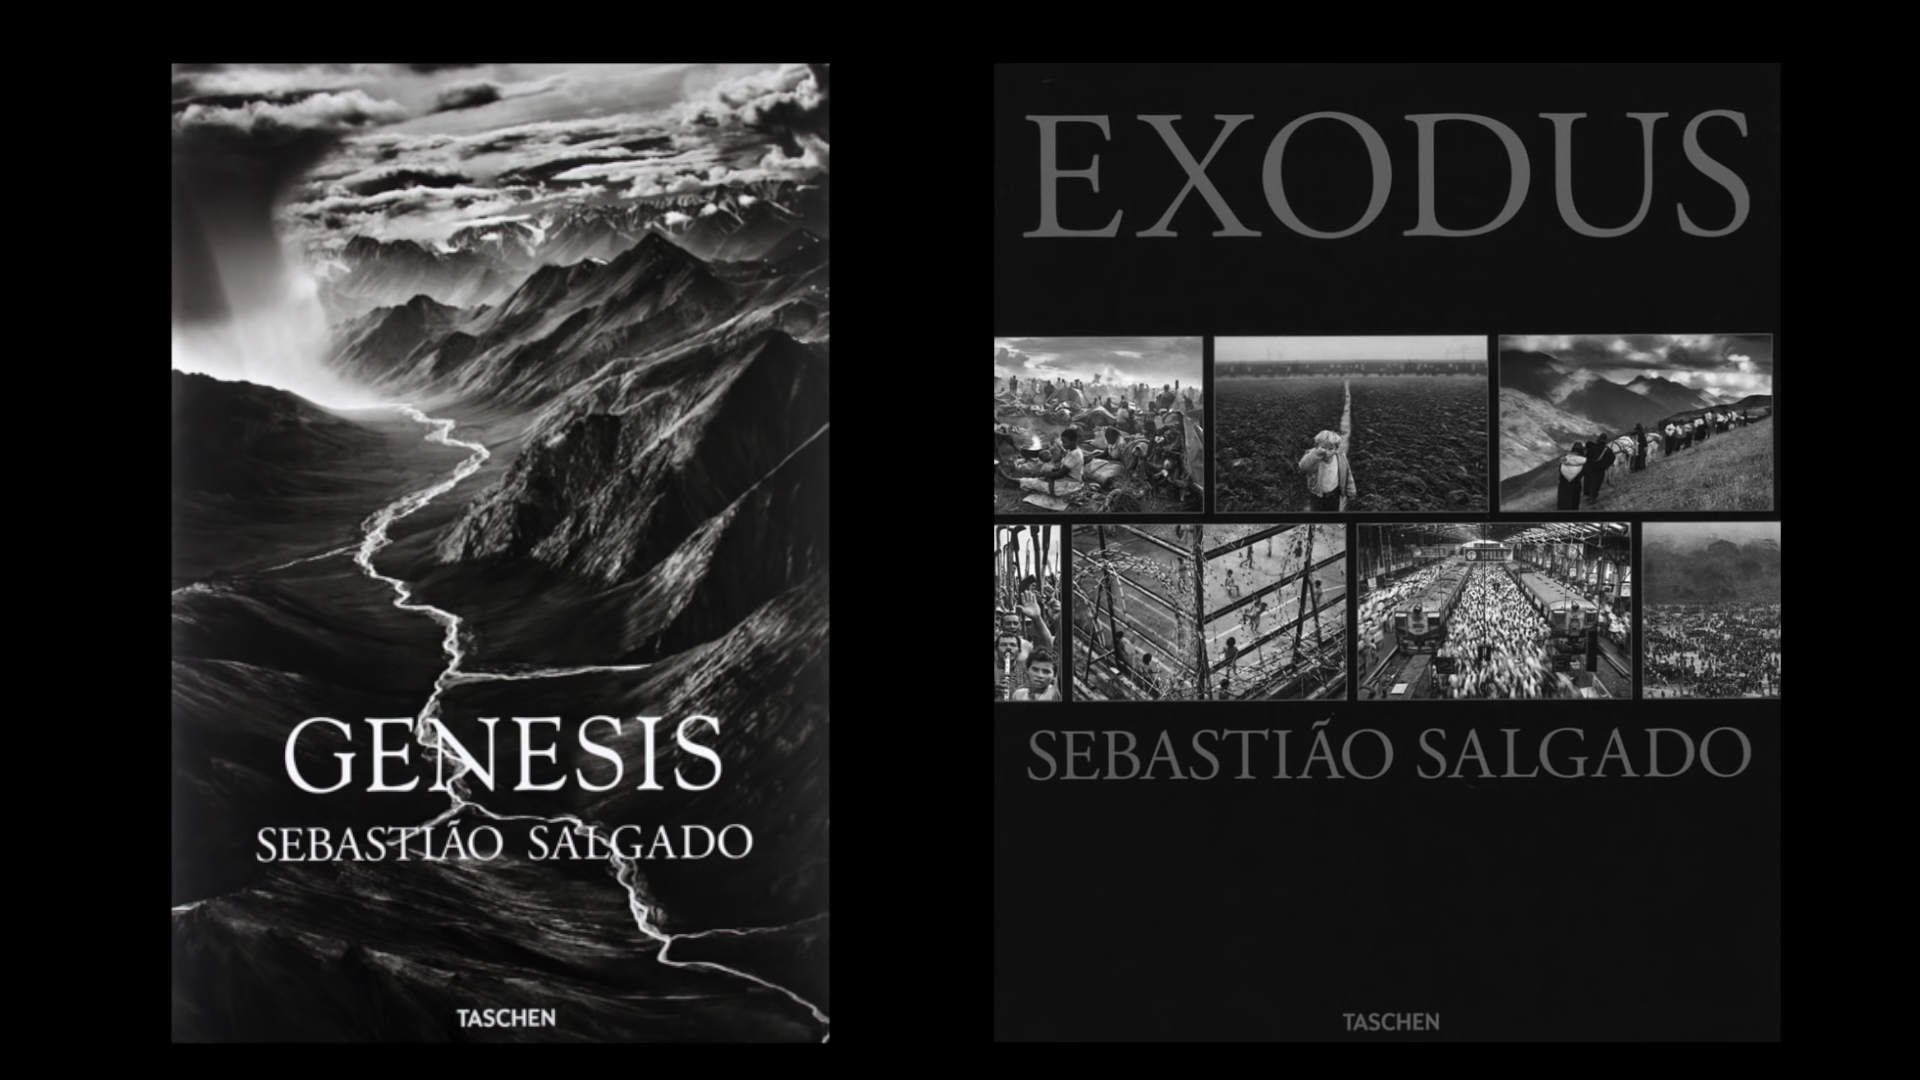 GENESIS
SEBASTIÃO SALGADO
TASCHEN
EXODUS
SEBASTIÃO SALGADO
TASCHEN